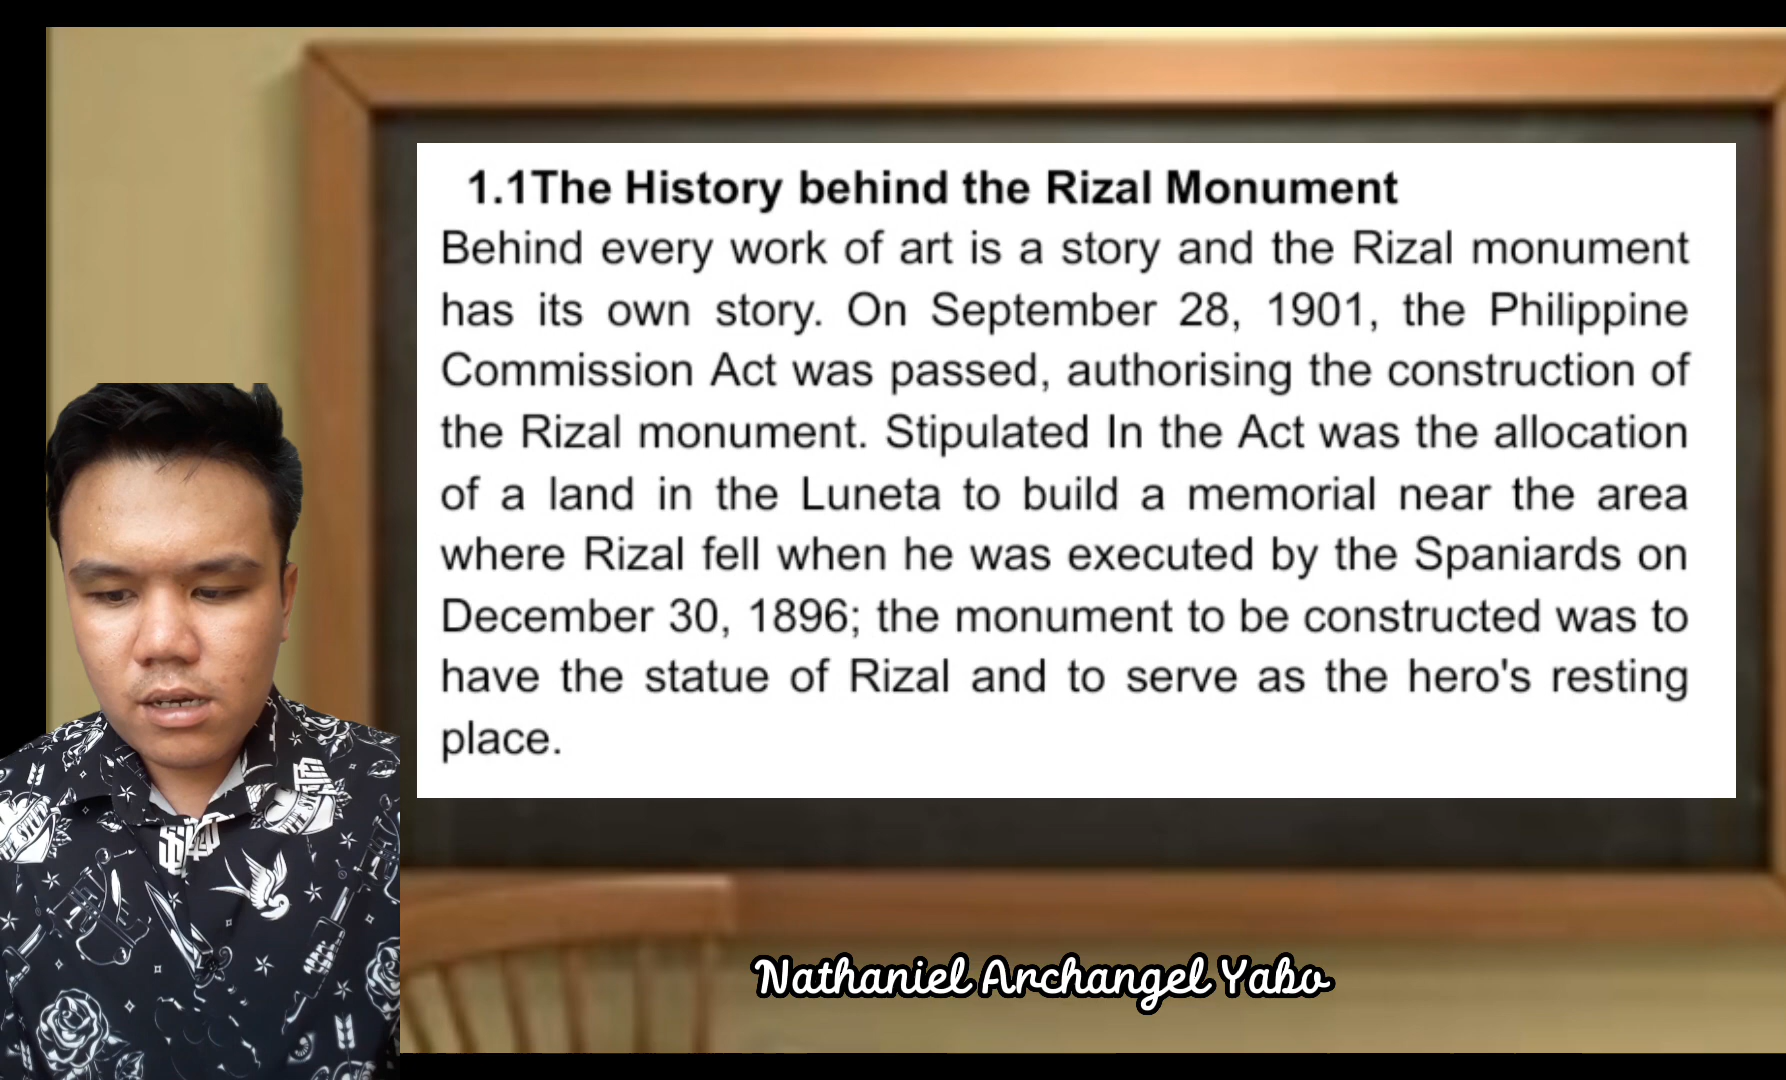 1.1The History behind the Rizal Monument
Behind every work of art is a story and the Rizal monument
has its own story. On September 28, 1901, the Philippine
Commission Act was passed, authorising the construction of
the Rizal monument. Stipulated In the Act was the allocation
of a land in the Luneta to build a memorial near the area
where Rizal fell when he was executed by the Spaniards on
December 30, 1896; the monument to be constructed was to
have the statue of Rizal and to serve as the hero's resting
place.
Nathaniel Archangel Yabo